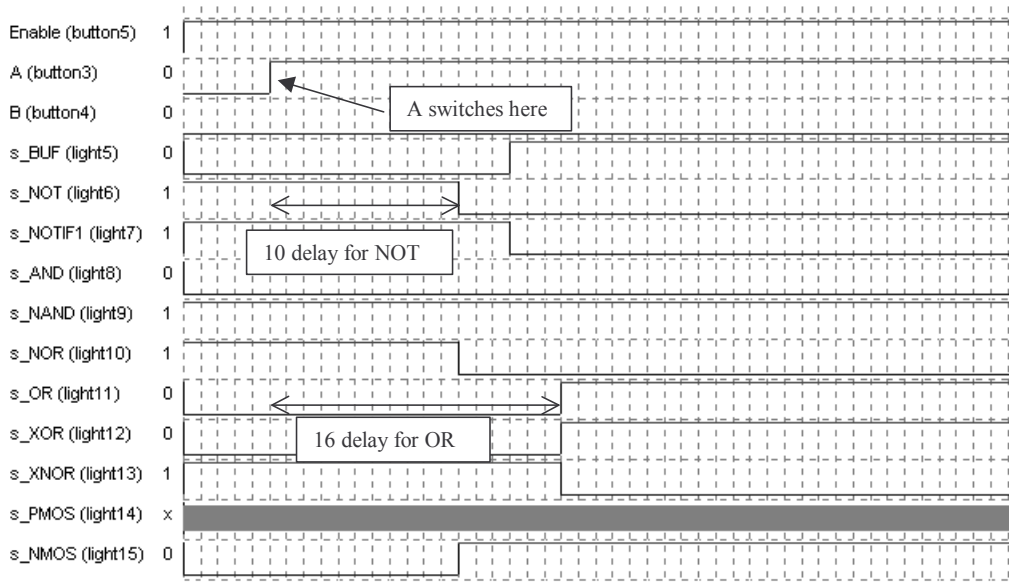 Enable (button5) 1
A (button3) 0
A switches here
B (button4) 0
s_BUF (light5) 0
s_NOT (light6) 1
s_NOTIF1 (light7) 1
10 delay for NOT
s_AND (light8) 0
s_NAND (light9) 1
s_NOR (light10) 1
s_OR (light11) 0
s_XOR (light12) 0
16 delay for OR
s_XNOR (light13) 1
s_PMOS (light14) x
s_NMOS (light15) 0